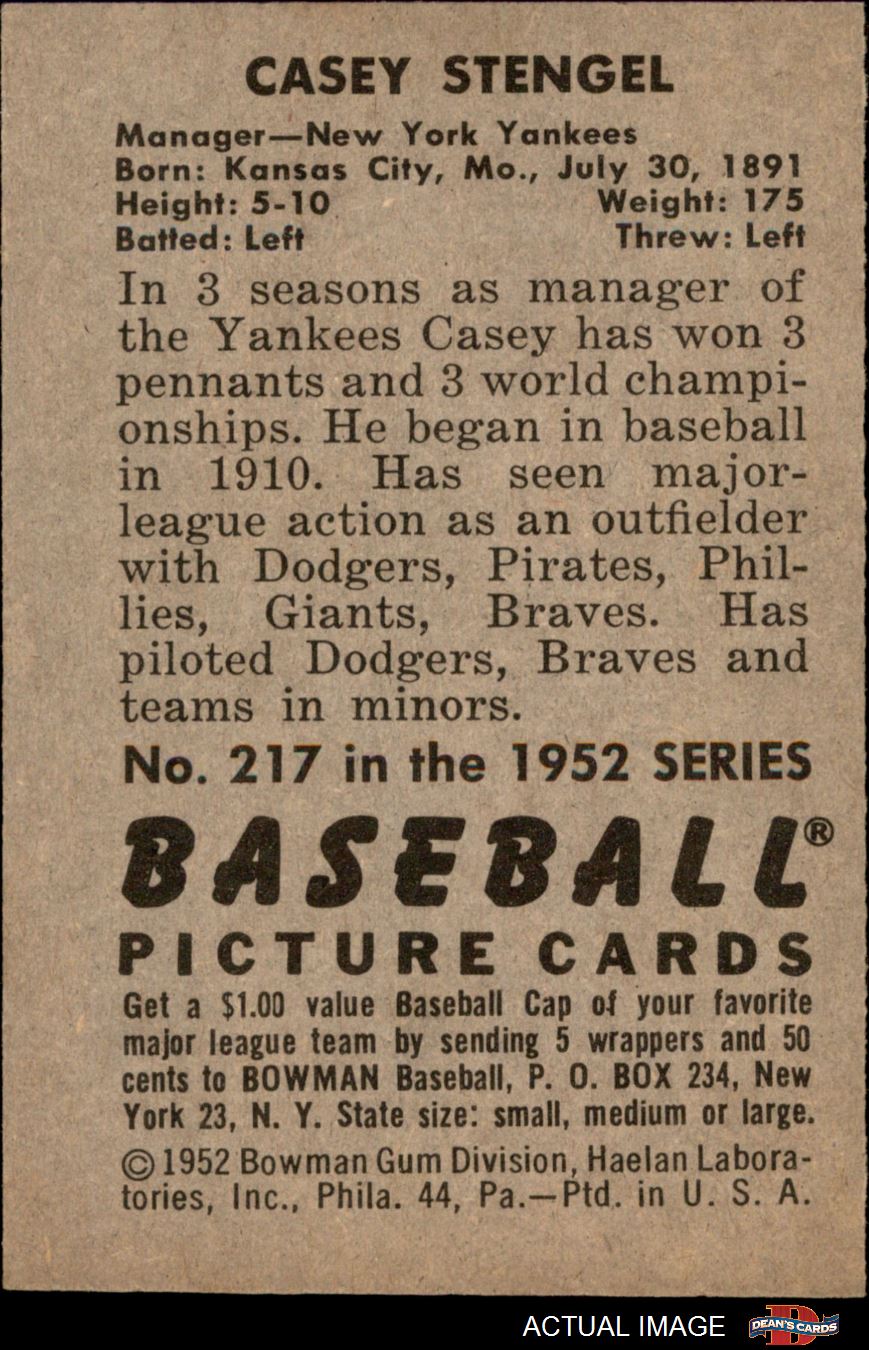 CASEY STENGEL
Manager—New York Yankees
Born: Kansas City, Mo., July 30, 1891
Height: 5-10 Weight: 175
Batted: Left Threw: Left
In 3 seasons as manager of
the Yankees Casey has won 3
pennants and 3 world champi-
onships. He began in baseball
in 1910. Has seen major-
league action as an outfielder
with Dodgers, Pirates, Phil-
lies, Giants, Braves. Has
piloted Dodgers, Braves and
teams in minors.
No. 217 in the 1952 SERIES
BASEBALL®
PICTURE CARDS
Get a $1.00 value Baseball Cap of your favorite
major league team by sending 5 wrappers and 50
cents to BOWMAN Baseball, P. O. BOX 234, New
York 23, N. Y. State size: small, medium or large.
©1952 Bowman Gum Division, Haelan Labora-
tories, Inc., Phila. 44, Pa.—Ptd. in U. S. A.
ACTUAL IMAGE D DEAN'S CARDS